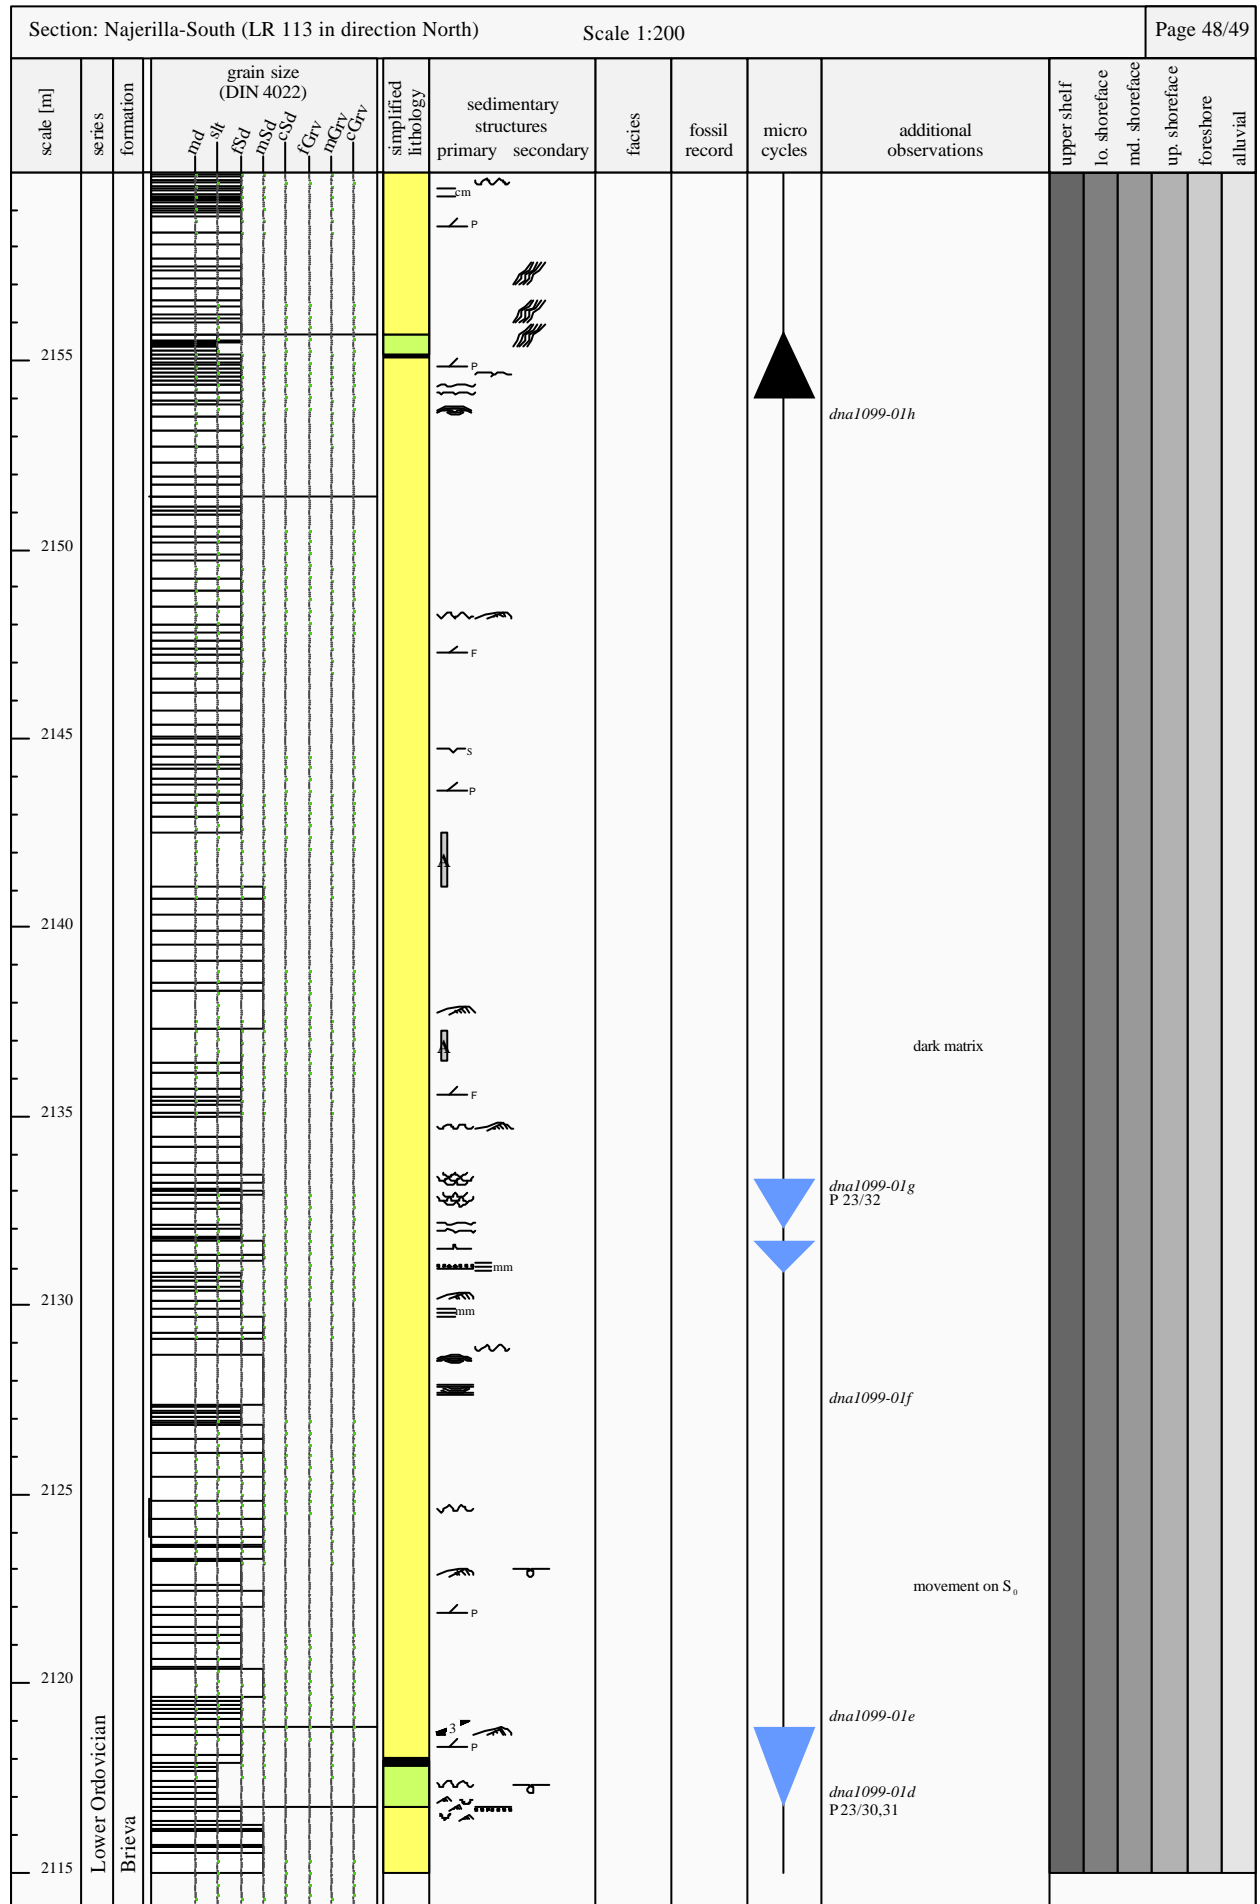 Section: Najerilla-South (LR 113 in direction North) Scale 1:200 Page 48/49
scale [m]
series
formation
grain size
(DIN 4022)
md
slt
fSd
mSd
cSd
fGrv
mGrv
cGrv
simplified
lithology
sedimentary
structures
primary secondary
facies
fossil
record
micro
cycles
additional
observations
upper shelf
lo. shoreface
md. shoreface
up. shoreface
foreshore
alluvial
cm
P
2155
P
dna1099-01h
2150
F
2145
S
P
A
2140
A
dark matrix
F
2135
dna1099-01g
P 23/32
mm
2130
mm
dna1099-01f
2125
movement on S₀
P
2120
dna1099-01e
3
P
dna1099-01d
P 23/30,31
Lower Ordovician
Brieva
2115